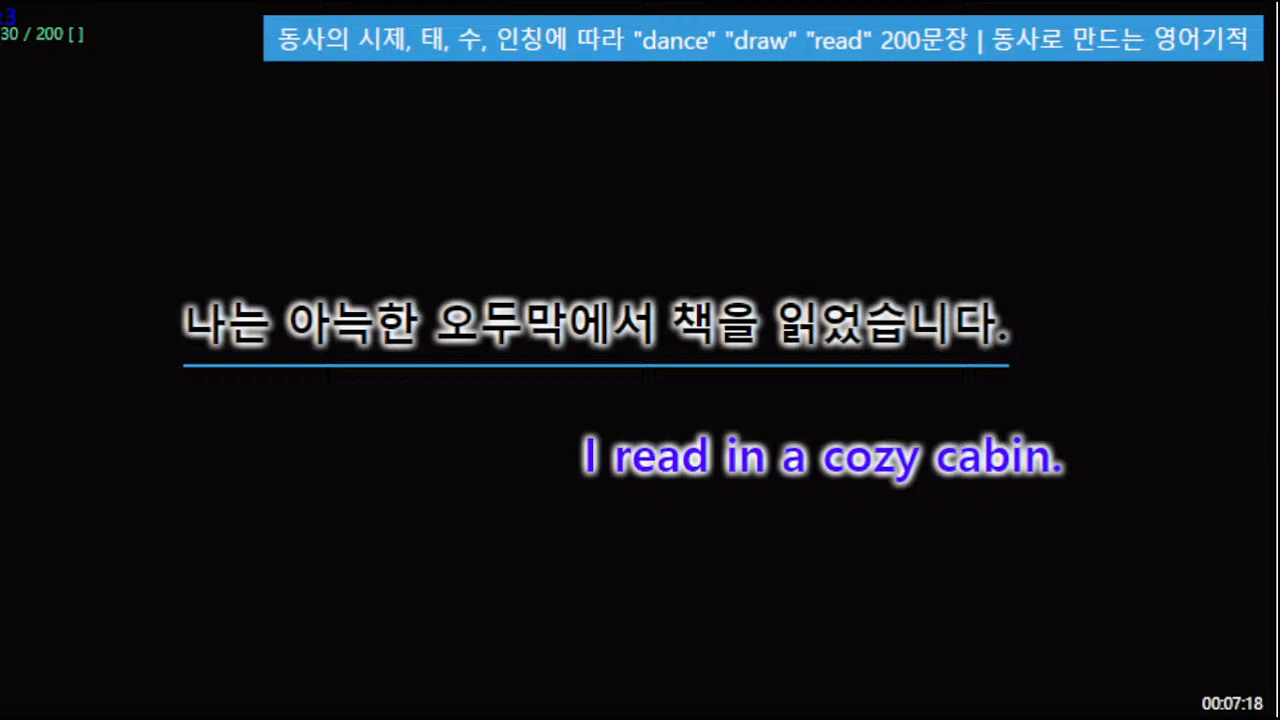 :3
30 / 200 [ ]
동사의 시제, 태, 수, 인칭에 따라 "dance" "draw" "read" 200문장 | 동사로 만드는 영어기적
나는 아늑한 오두막에서 책을 읽었습니다.
I read in a cozy cabin.
00:07:18